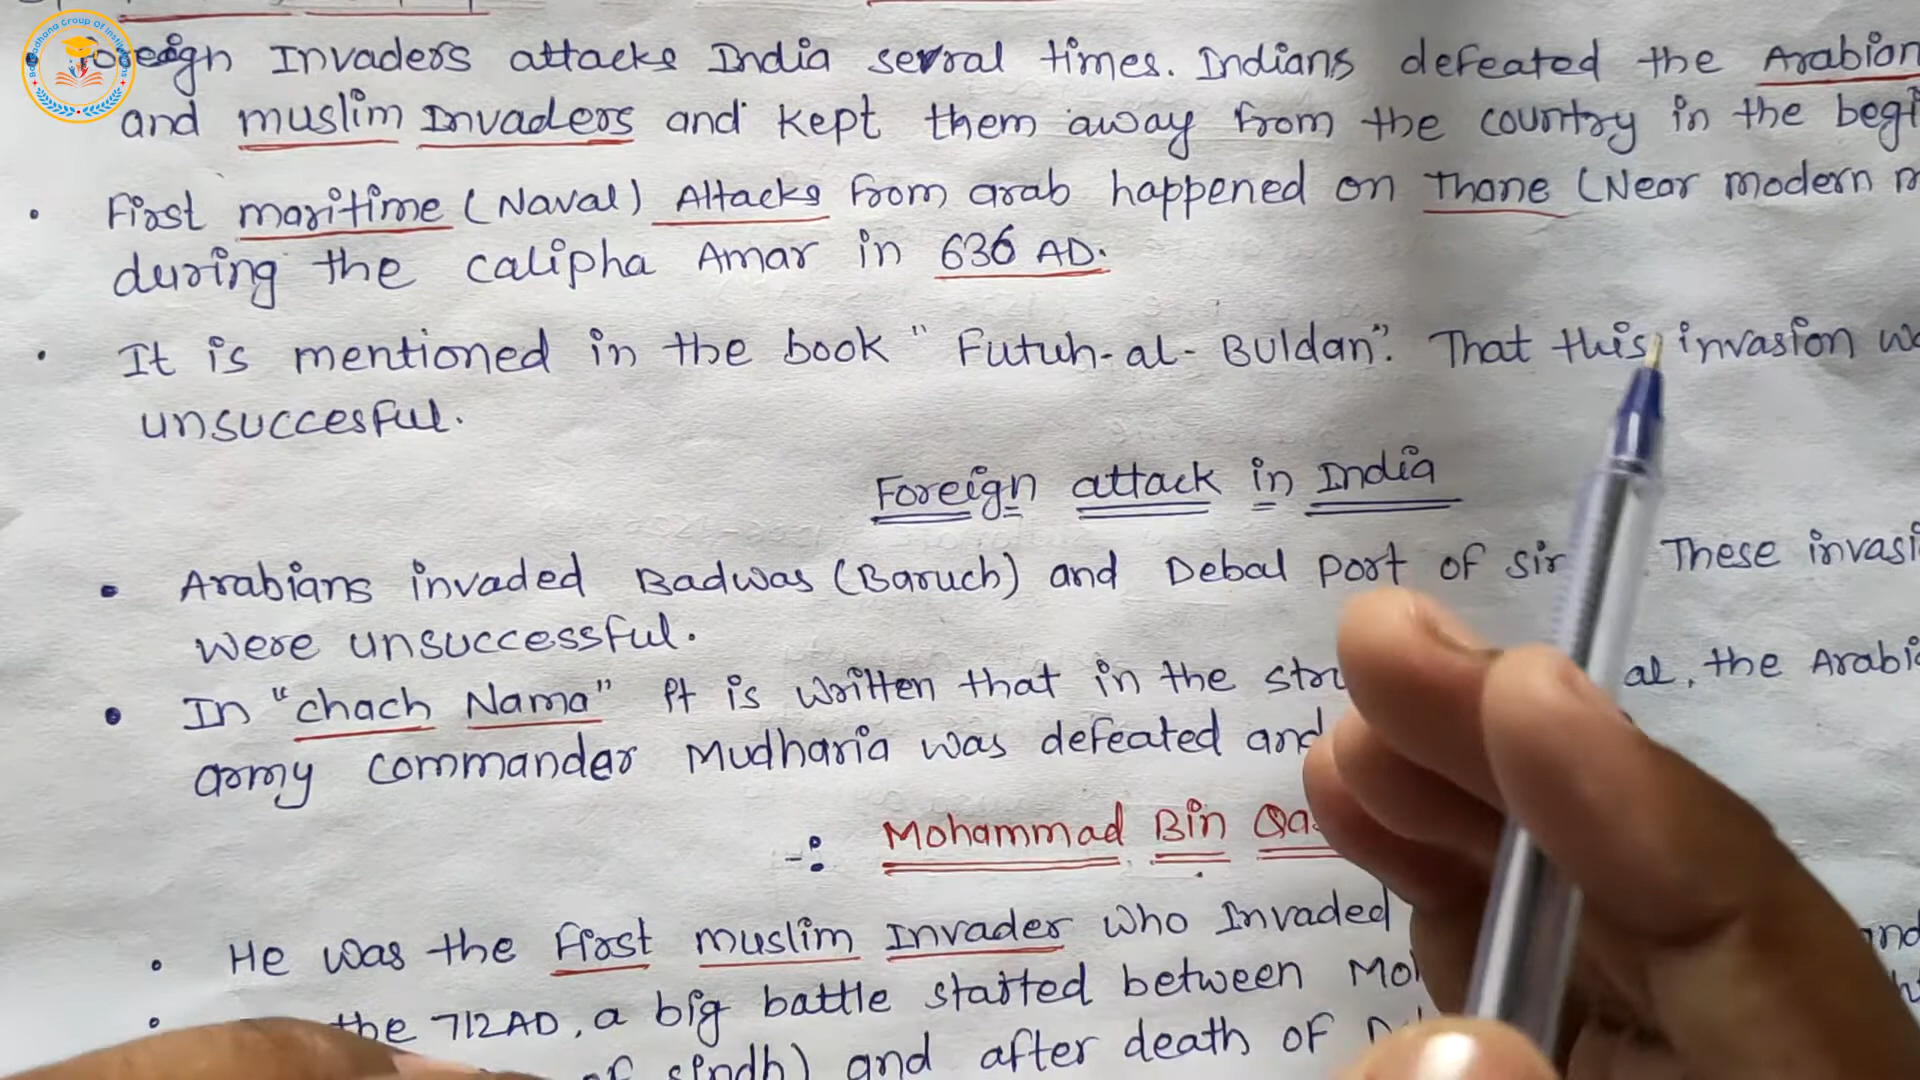 Foreign Invaders attacks India sevral times. Indians defeated the Arabian
and muslim Invaders and kept them away from the country in the
First maritime (Naval) Attacks from arab happened on Thane (Near modern
during the calipha Amar in 636 AD.
It is mentioned in the book "Futuh-al-Buldan". That this invasion
unsuccesful.
Foreign attack in India
Arabians invaded Badwas (Baruch) and Debal port of These
were unsuccessful.
In "chach Nama" it is written that in the the
army commander Mudharia was defeated and
-: Mohammad Bin
He was the first muslim Invader who Invaded
the 712AD, a big battle started between
of sindh) and after death of